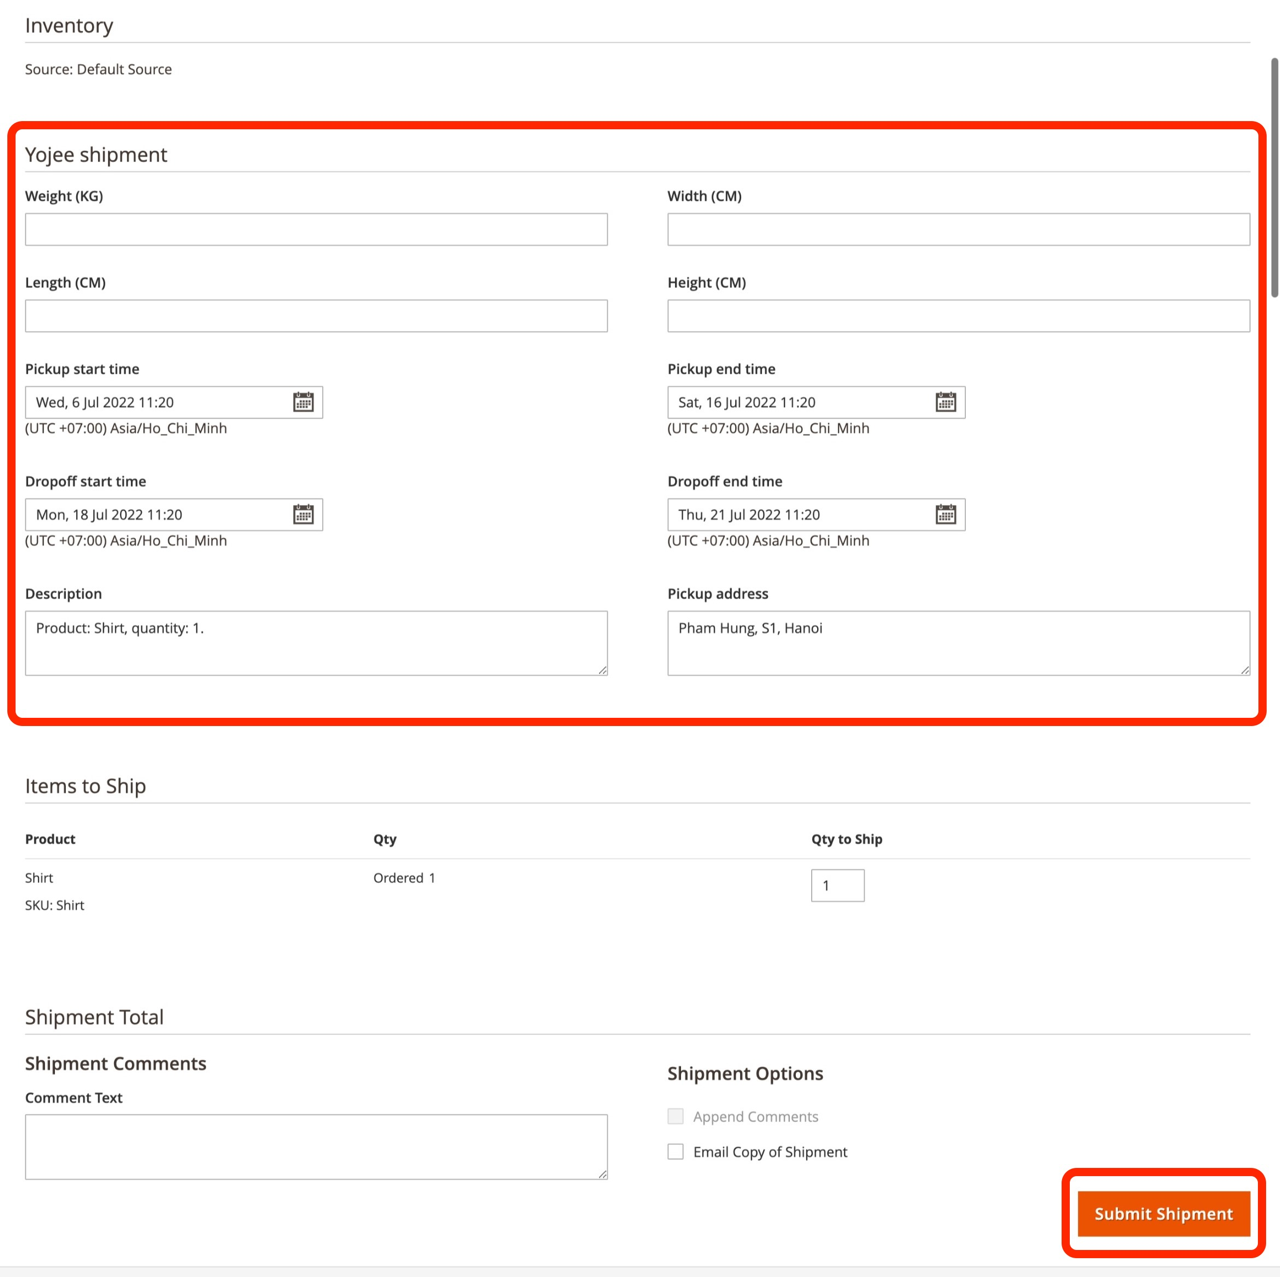 Inventory
Source: Default Source
Yojee shipment
Weight (KG)
Width (CM)
Length (CM)
Height (CM)
Pickup start time
Pickup end time
Wed, 6 Jul 2022 11:20
Sat, 16 Jul 2022 11:20
(UTC +07:00) Asia/Ho_Chi_Minh
(UTC +07:00) Asia/Ho_Chi_Minh
Dropoff start time
Dropoff end time
Mon, 18 Jul 2022 11:20
Thu, 21 Jul 2022 11:20
(UTC +07:00) Asia/Ho_Chi_Minh
(UTC +07:00) Asia/Ho_Chi_Minh
Description
Pickup address
Product: Shirt, quantity: 1.
Pham Hung, S1, Hanoi
Items to Ship
Product
Qty
Qty to Ship
Shirt
Ordered 1
1
SKU: Shirt
Shipment Total
Shipment Comments
Shipment Options
Comment Text
Append Comments
Email Copy of Shipment
Submit Shipment